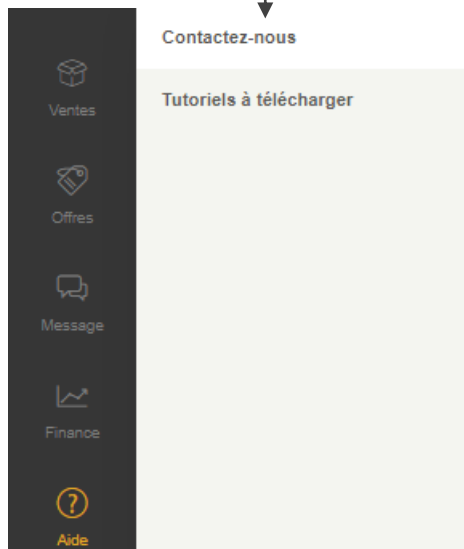 Contactez-nous
Tutoriels à télécharger
Ventes
Offres
Message
Finance
?
Aide